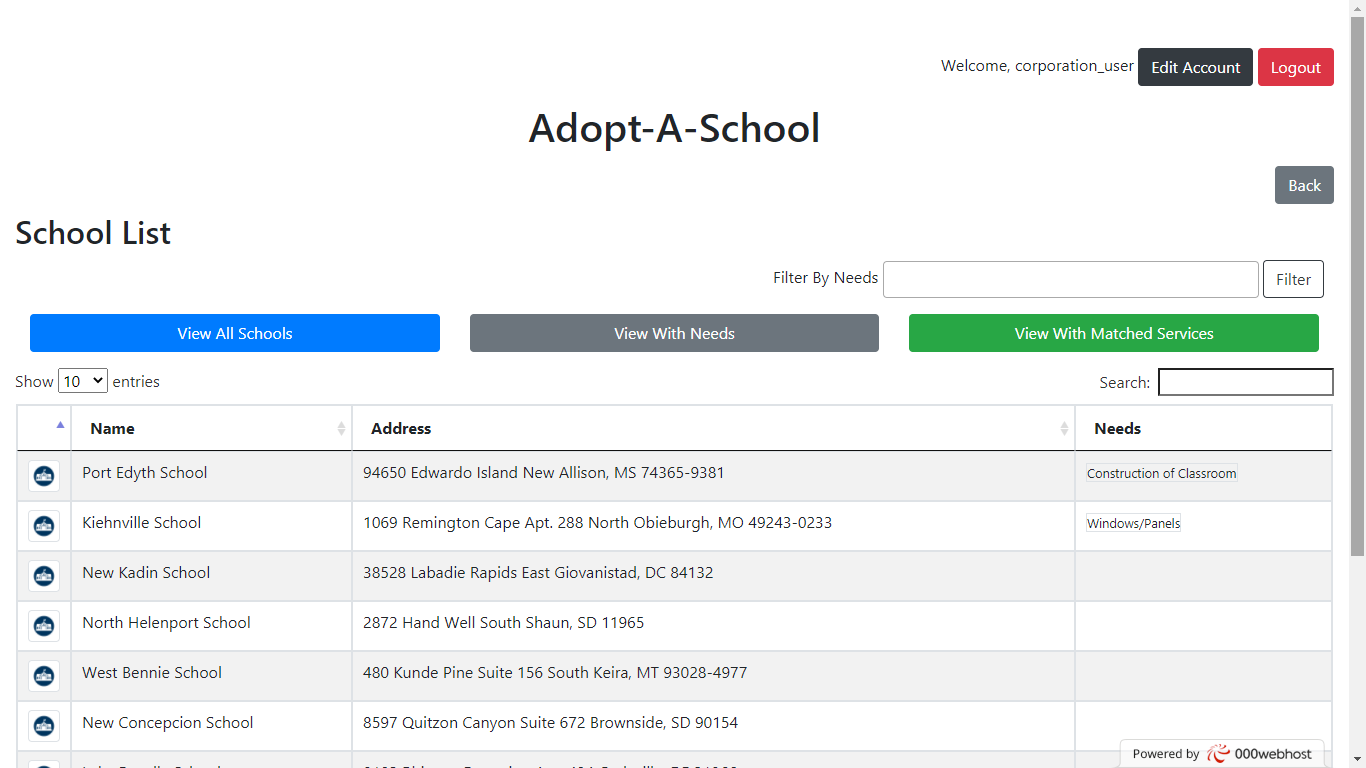 Welcome, corporation_user Edit Account Logout
Adopt-A-School
Back
School List
Filter By Needs Filter
View All Schools View With Needs View With Matched Services
Show 10 entries Search:
Name Address Needs
Port Edyth School 94650 Edwardo Island New Allison, MS 74365-9381 Construction of Classroom
Kiehnville School 1069 Remington Cape Apt. 288 North Obieburgh, MO 49243-0233 Windows/Panels
New Kadin School 38528 Labadie Rapids East Giovanistad, DC 84132
North Helenport School 2872 Hand Well South Shaun, SD 11965
West Bennie School 480 Kunde Pine Suite 156 South Keira, MT 93028-4977
New Concepcion School 8597 Quitzon Canyon Suite 672 Brownside, SD 90154
Powered by 000webhost